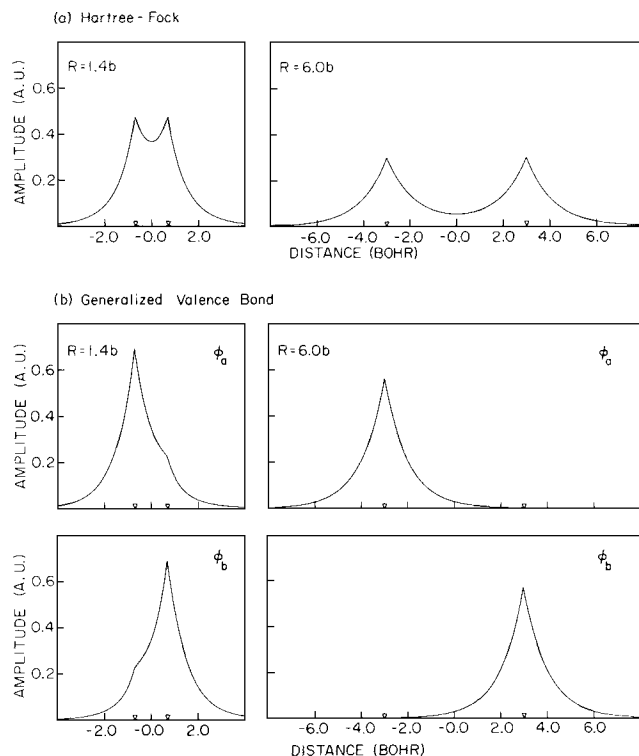 (a) Hartree-Fock
AMPLITUDE (A.U.)
R=1.4b
R=6.0b
0.6
0.4
0.2
-2.0 -0.0 2.0
-6.0 -4.0 -2.0 0.0 2.0 4.0 6.0
DISTANCE (BOHR)
(b) Generalized Valence Bond
AMPLITUDE (A.U.)
R=1.4b ϕa
R=6.0b ϕa
0.6
0.4
0.2
AMPLITUDE (A.U.)
ϕb
ϕb
0.6
0.4
0.2
-2.0 -0.0 2.0
-6.0 -4.0 -2.0 0.0 2.0 4.0 6.0
DISTANCE (BOHR)